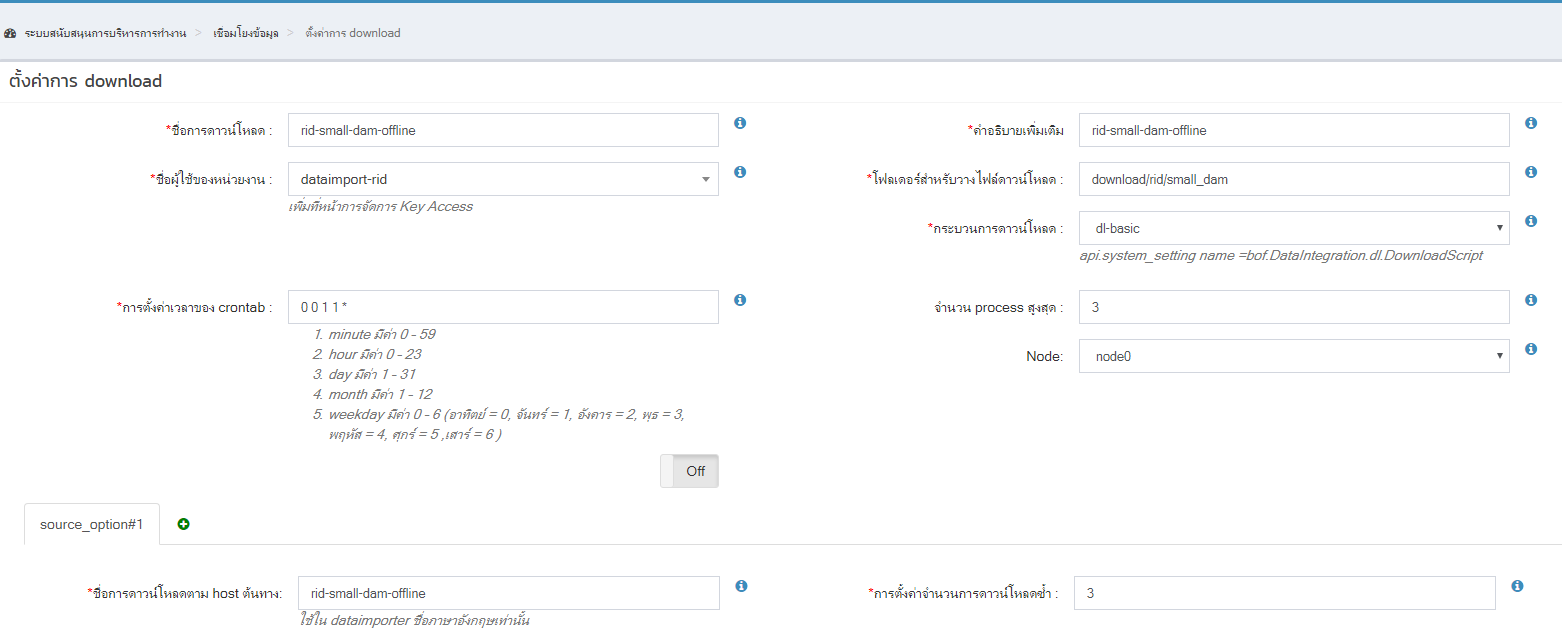 ระบบสนับสนุนการบริหารการทำงาน > เชื่อมโยงข้อมูล > ตั้งค่าการ download
ตั้งค่าการ download
*ชื่อการดาวน์โหลด : rid-small-dam-offline
*คำอธิบายเพิ่มเติม rid-small-dam-offline
*ชื่อผู้ใช้ของหน่วยงาน : dataimport-rid
เพิ่มที่หน้าการจัดการ Key Access
*โฟลเดอร์สำหรับวางไฟล์ดาวน์โหลด : download/rid/small_dam
*กระบวนการดาวน์โหลด : dl-basic
api.system_setting name =bof.DataIntegration.dl.DownloadScript
*การตั้งค่าเวลาของ crontab : 0 0 1 1 *
1. minute มีค่า 0 - 59
2. hour มีค่า 0 - 23
3. day มีค่า 1 - 31
4. month มีค่า 1 - 12
5. weekday มีค่า 0 - 6 (อาทิตย์ = 0, จันทร์ = 1, อังคาร = 2, พุธ = 3,
พฤหัส = 4, ศุกร์ = 5 ,เสาร์ = 6 )
จำนวน process สูงสุด : 3
Node: node0
Off
source_option#1
*ชื่อการดาวน์โหลดตาม host ต้นทาง: rid-small-dam-offline
ใช้ใน dataimporter ชื่อภาษาอังกฤษเท่านั้น
*การตั้งค่าจำนวนการดาวน์โหลดซ้ำ : 3